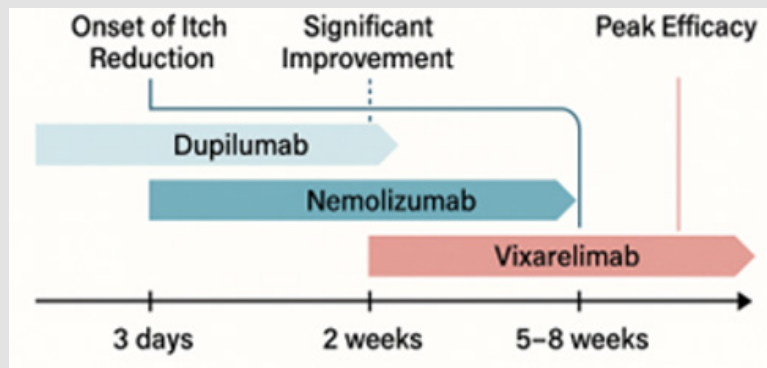 Onset of Itch
Reduction
Significant
Improvement
Peak Efficacy
Dupilumab
Nemolizumab
Vixarelimab
3 days
2 weeks
5–8 weeks